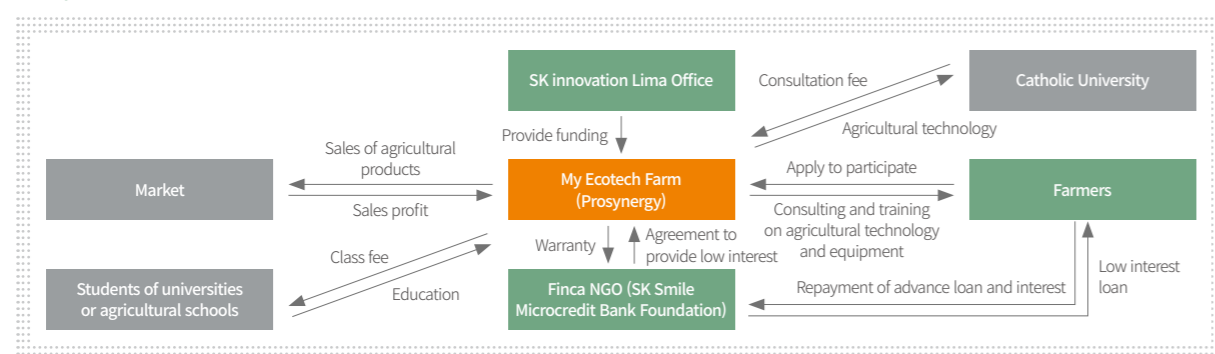 SK innovation Lima Office
Consultation fee
Catholic University
Agricultural technology
Provide funding
Sales of agricultural
products
Market
Sales profit
My Ecotech Farm
(Prosynergy)
Apply to participate
Farmers
Consulting and training
on agricultural technology
and equipment
Warranty
Agreement to
provide low interest
Class fee
Education
Students of universities
or agricultural schools
Finca NGO (SK Smile
Microcredit Bank Foundation)
Repayment of advance loan and interest
Low interest
loan